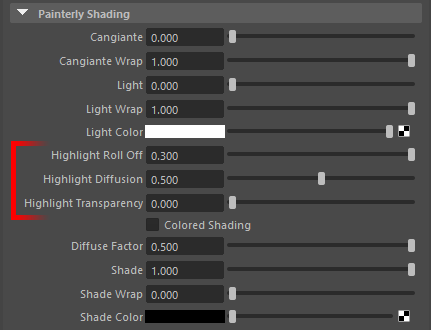 Painterly Shading
Cangiante 0.000
Cangiante Wrap 1.000
Light 0.000
Light Wrap 1.000
Light Color
Highlight Roll Off 0.300
Highlight Diffusion 0.500
Highlight Transparency 0.000
Colored Shading
Diffuse Factor 0.500
Shade 1.000
Shade Wrap 0.000
Shade Color